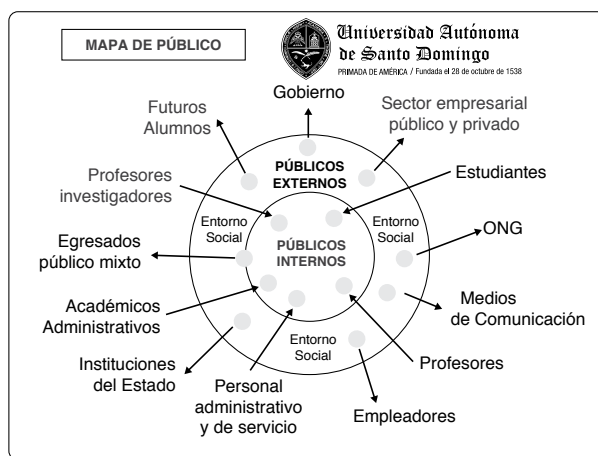 MAPA DE PÚBLICO
Universidad Autónoma
de Santo Domingo
PRIMADA DE AMÉRICA / Fundada el 28 de octubre de 1538
Gobierno
Futuros
Alumnos
Sector empresarial
público y privado
PÚBLICOS
EXTERNOS
Profesores
investigadores
Estudiantes
Entorno
Social
Entorno
Social
ONG
Egresados
público mixto
PÚBLICOS
INTERNOS
Académicos
Administrativos
Medios
de Comunicación
Entorno
Social
Instituciones
del Estado
Profesores
Personal
administrativo
y de servicio
Empleadores